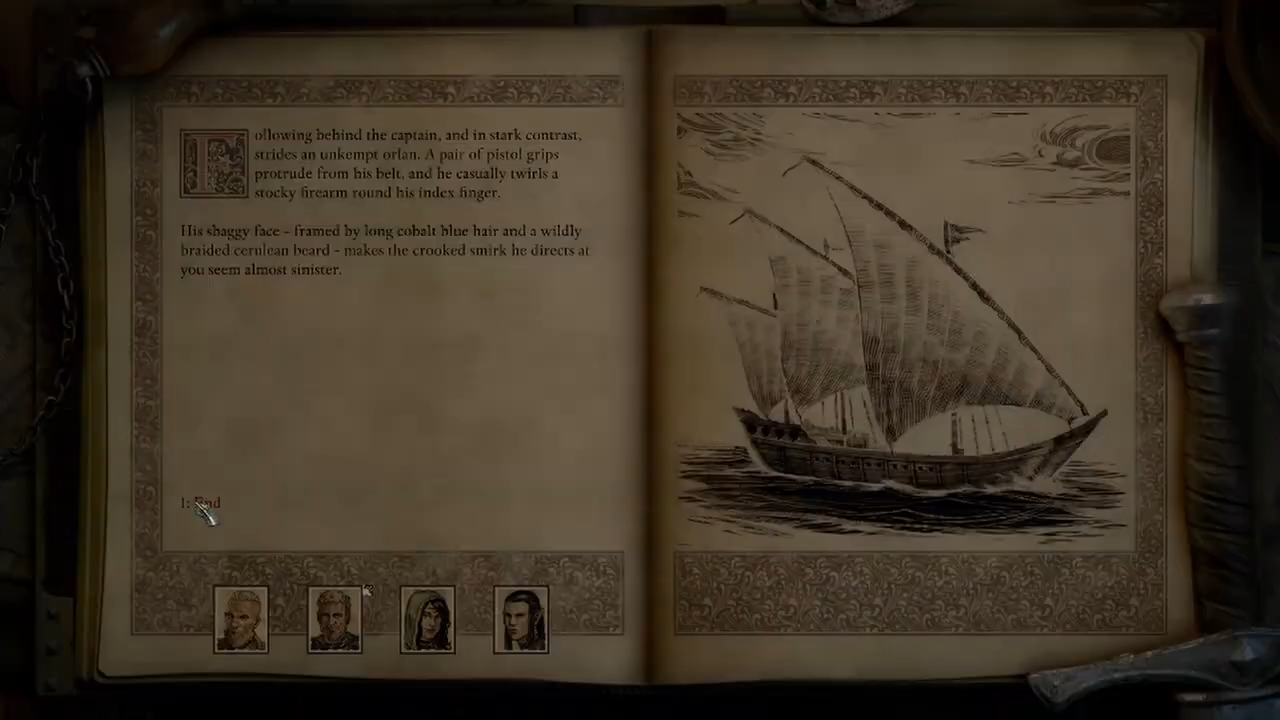 Following behind the captain, and in stark contrast,
strides an unkempt orlan. A pair of pistol grips
protrude from his belt, and he casually twirls a
stocky firearm round his index finger.
His shaggy face - framed by long cobalt blue hair and a wildly
braided cerulean beard - makes the crooked smirk he directs at
you seem almost sinister.
1: End